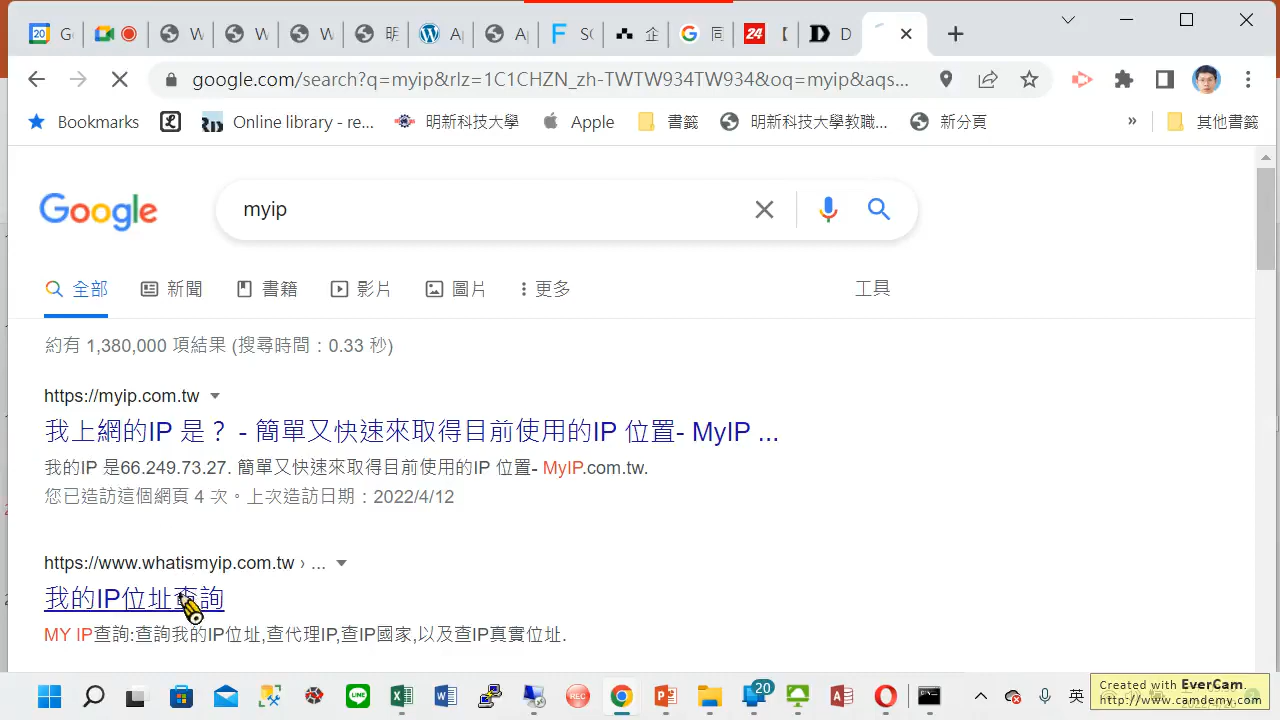 20
G
W
W
W
明
A
A
S
企
同
24
D
google.com/search?q=myip&rlz=1C1CHZN_zh-TWTW934TW934&oq=myip&aqs...
Bookmarks
Online library - re...
明新科技大學
Apple
書籤
明新科技大學教職...
新分頁
»
其他書籤
Google
myip
全部
新聞
書籍
影片
圖片
更多
工具
約有 1,380,000 項結果 (搜尋時間：0.33 秒)
https://myip.com.tw
我上網的IP 是？ - 簡單又快速來取得目前使用的IP 位置- MyIP ...
我的IP 是66.249.73.27. 簡單又快速來取得目前使用的IP 位置- MyIP.com.tw.
您已造訪這個網頁 4 次。上次造訪日期：2022/4/12
https://www.whatismyip.com.tw › ...
我的IP位址查詢
MY IP查詢:查詢我的IP位址,查代理IP,查IP國家,以及查IP真實位址.
LINE
REC
20
英
Created with EverCam.
http://www.camdemy.com